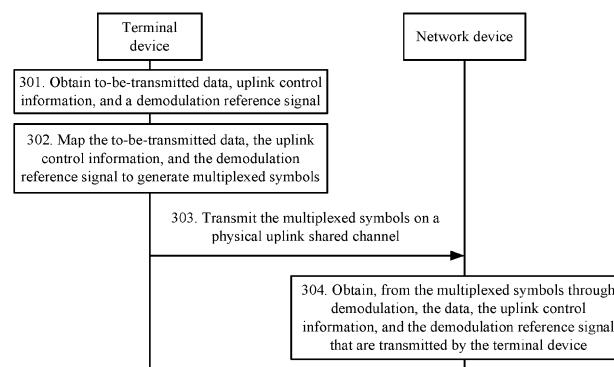 Terminal
device
Network device
301. Obtain to-be-transmitted data, uplink control
information, and a demodulation reference signal
302. Map the to-be-transmitted data, the uplink
control information, and the demodulation
reference signal to generate multiplexed symbols
303. Transmit the multiplexed symbols on a
physical uplink shared channel
304. Obtain, from the multiplexed symbols through
demodulation, the data, the uplink control
information, and the demodulation reference signal
that are transmitted by the terminal device